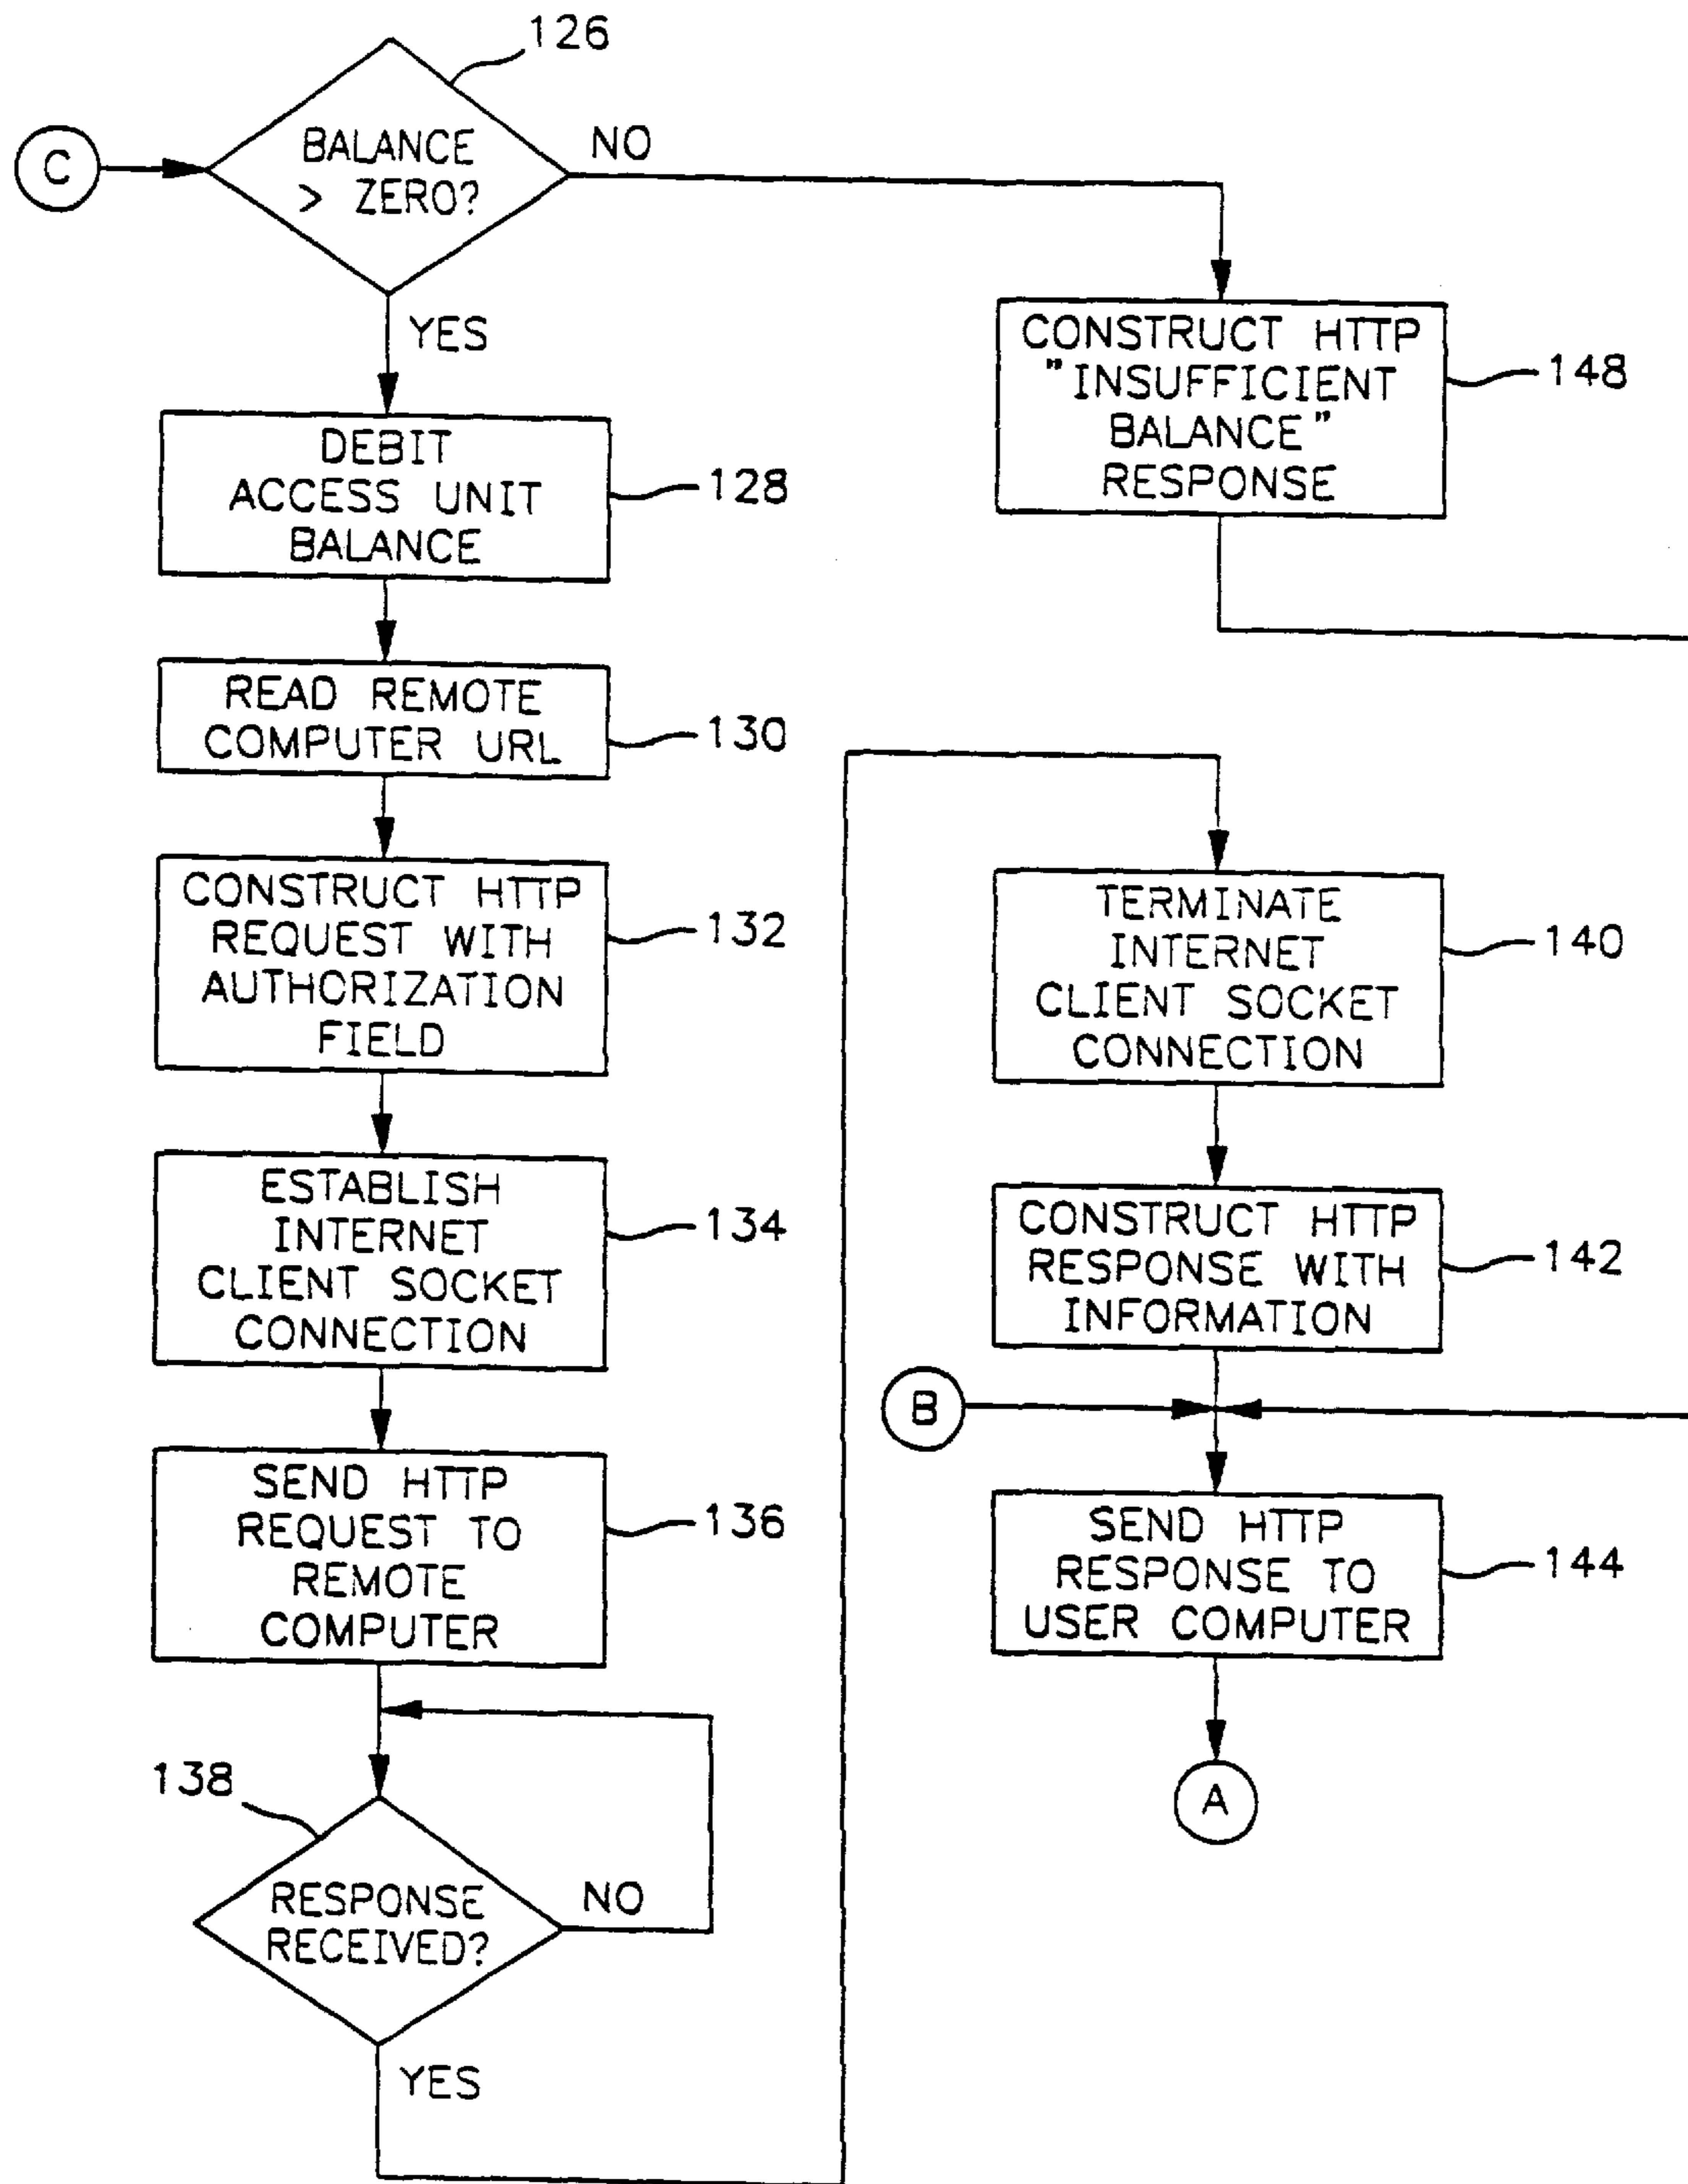 126
C
BALANCE
> ZERO?
NO
YES
DEBIT
ACCESS UNIT
BALANCE
128
READ REMOTE
COMPUTER URL
130
CONSTRUCT HTTP
REQUEST WITH
AUTHORIZATION
FIELD
132
ESTABLISH
INTERNET
CLIENT SOCKET
CONNECTION
134
SEND HTTP
REQUEST TO
REMOTE
COMPUTER
136
138
RESPONSE
RECEIVED?
NO
YES
CONSTRUCT HTTP
"INSUFFICIENT
BALANCE"
RESPONSE
148
TERMINATE
INTERNET
CLIENT SOCKET
CONNECTION
140
CONSTRUCT HTTP
RESPONSE WITH
INFORMATION
142
B
SEND HTTP
RESPONSE TO
USER COMPUTER
144
A